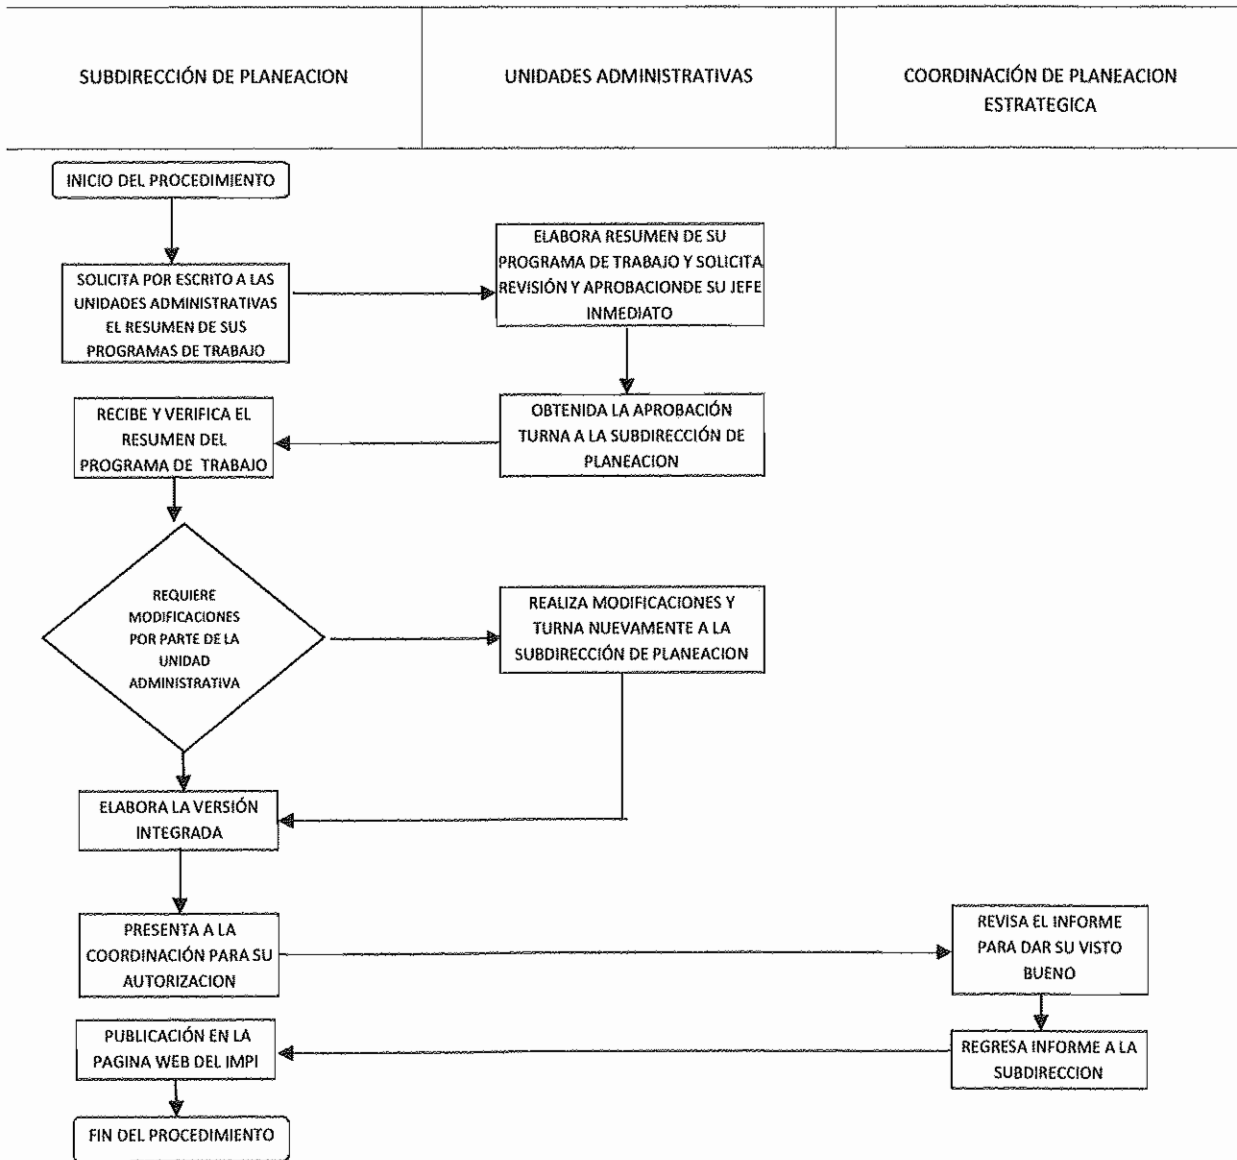 SUBDIRECCIÓN DE PLANEACION
UNIDADES ADMINISTRATIVAS
COORDINACIÓN DE PLANEACION
ESTRATEGICA
INICIO DEL PROCEDIMIENTO
SOLICITA POR ESCRITO A LAS
UNIDADES ADMINISTRATIVAS
EL RESUMEN DE SUS
PROGRAMAS DE TRABAJO
ELABORA RESUMEN DE SU
PROGRAMA DE TRABAJO Y SOLICITA
REVISIÓN Y APROBACIONDE SU JEFE
INMEDIATO
OBTENIDA LA APROBACIÓN
TURNA A LA SUBDIRECCIÓN DE
PLANEACION
RECIBE Y VERIFICA EL
RESUMEN DEL
PROGRAMA DE TRABAJO
REQUIERE
MODIFICACIONES
POR PARTE DE LA
UNIDAD
ADMINISTRATIVA
REALIZA MODIFICACIONES Y
TURNA NUEVAMENTE A LA
SUBDIRECCIÓN DE PLANEACION
ELABORA LA VERSIÓN
INTEGRADA
PRESENTA A LA
COORDINACIÓN PARA SU
AUTORIZACION
REVISA EL INFORME
PARA DAR SU VISTO
BUENO
REGRESA INFORME A LA
SUBDIRECCION
PUBLICACIÓN EN LA
PAGINA WEB DEL IMPI
FIN DEL PROCEDIMIENTO